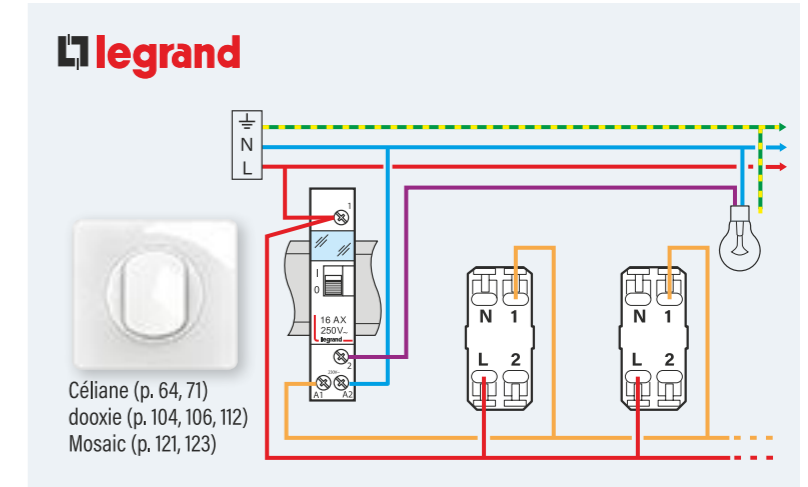 legrand
N
L
1
I
0
16 AX
250V~
legrand
2
230V~
A1 A2
N 1
L 2
N 1
L 2
Céliane (p. 64, 71)
dooxie (p. 104, 106, 112)
Mosaic (p. 121, 123)